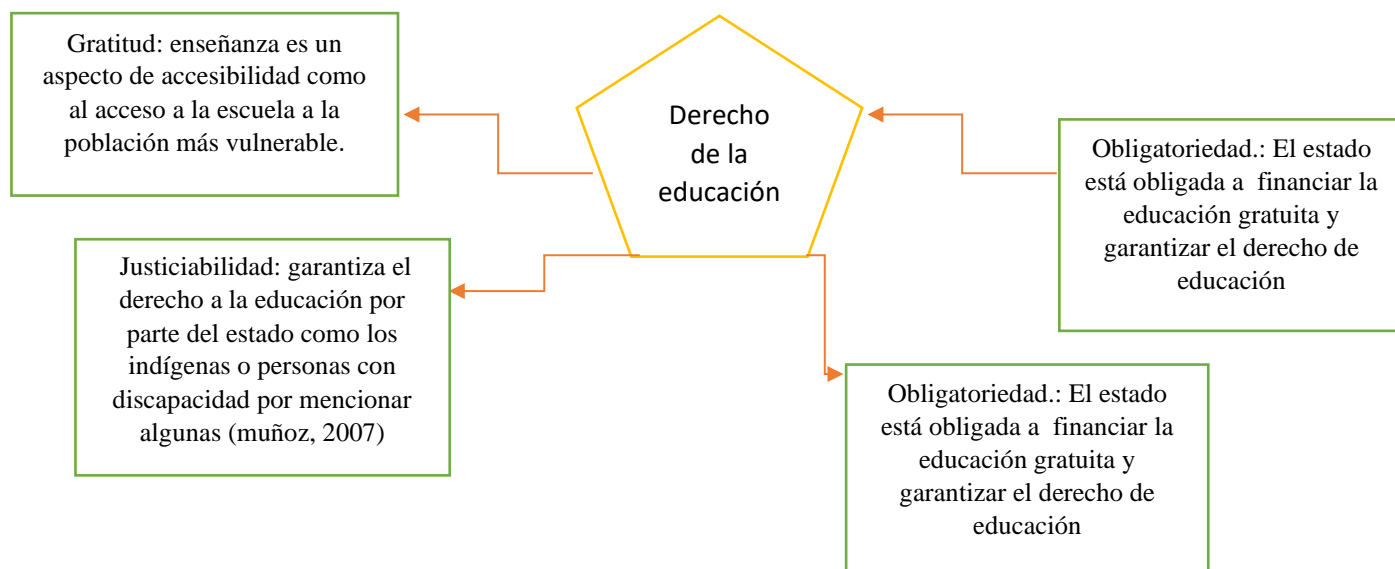 Gratitud: enseñanza es un
aspecto de accesibilidad como
al acceso a la escuela a la
población más vulnerable.
Derecho
de la
educación
Obligatoriedad.: El estado
está obligada a  financiar la
educación gratuita y
garantizar el derecho de
educación
Justiciabilidad: garantiza el
derecho a la educación por
parte del estado como los
indígenas o personas con
discapacidad por mencionar
algunas (muñoz, 2007)
Obligatoriedad.: El estado
está obligada a  financiar la
educación gratuita y
garantizar el derecho de
educación